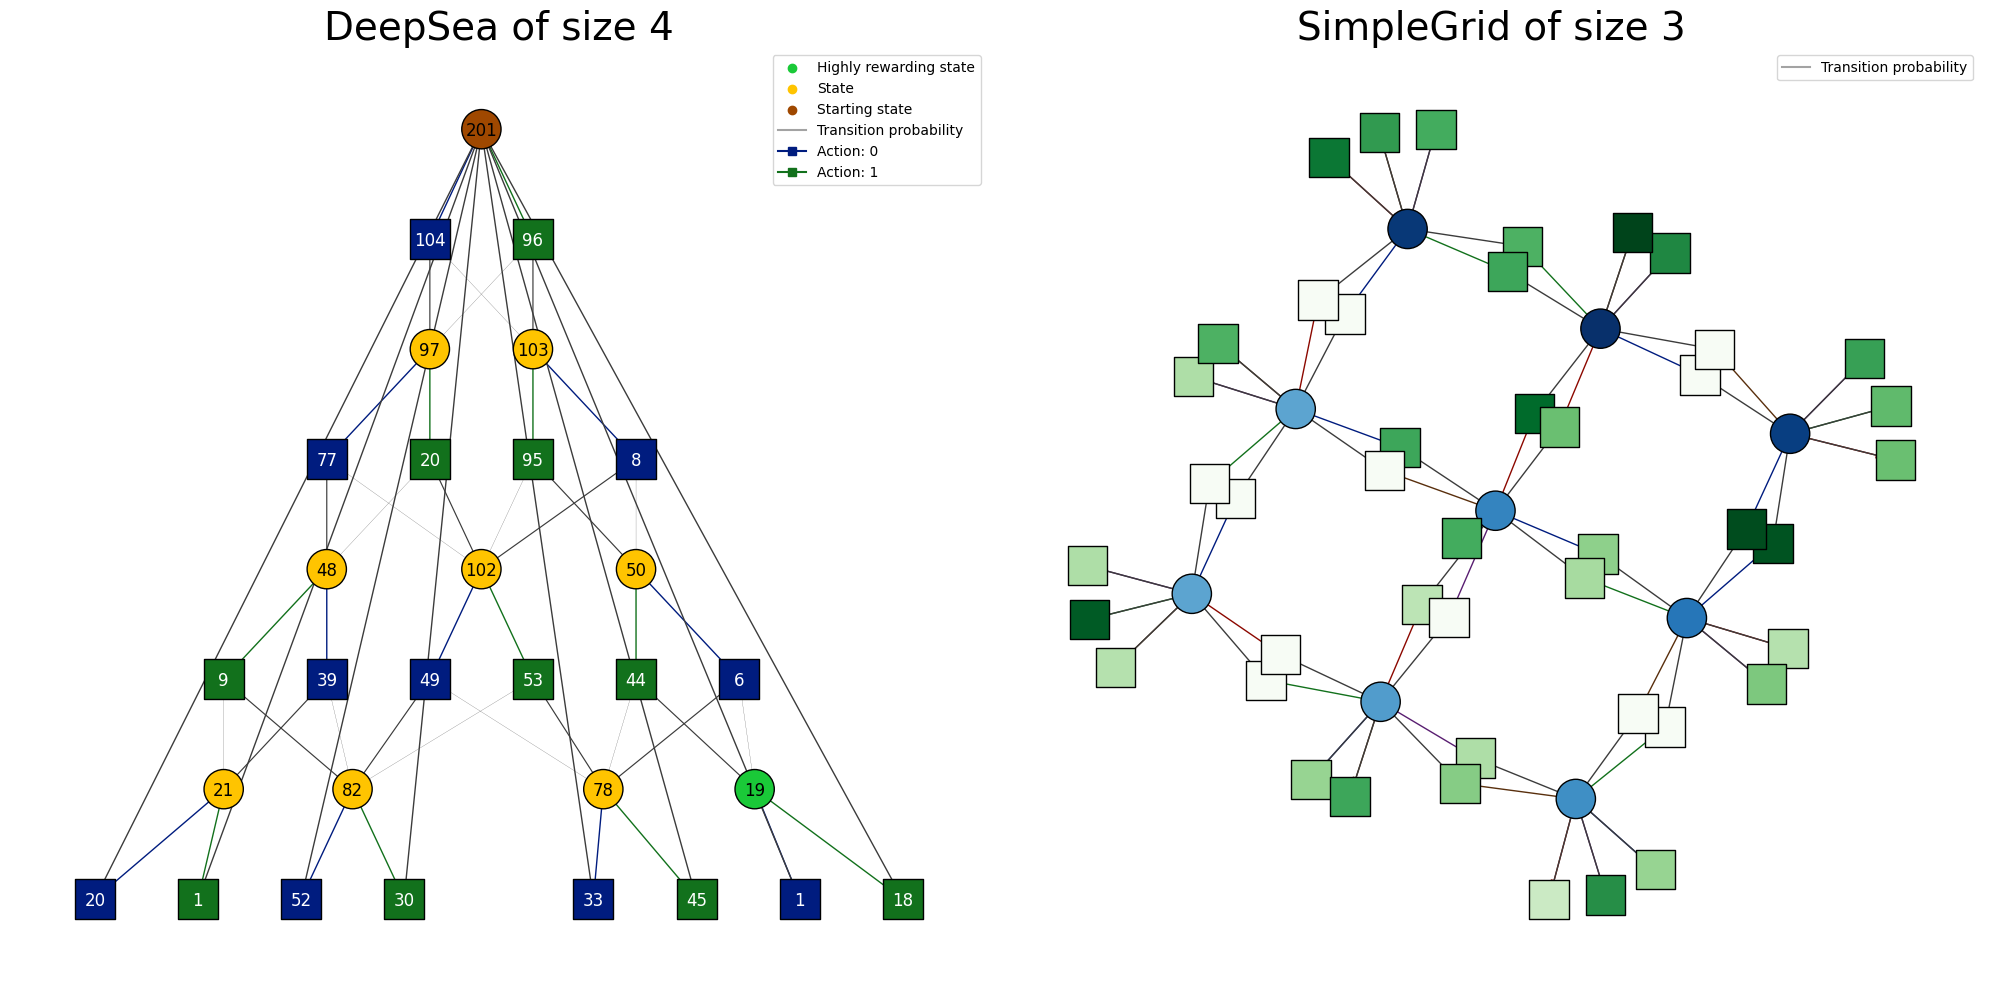 DeepSea of size 4
Highly rewarding state
State
Starting state
Transition probability
Action: 0
Action: 1
201
104 96
97 103
77 20 95 8
48 102 50
9 39 49 53 44 6
21 82 78 19
20 1 52 30 33 45 1 18
SimpleGrid of size 3
Transition probability